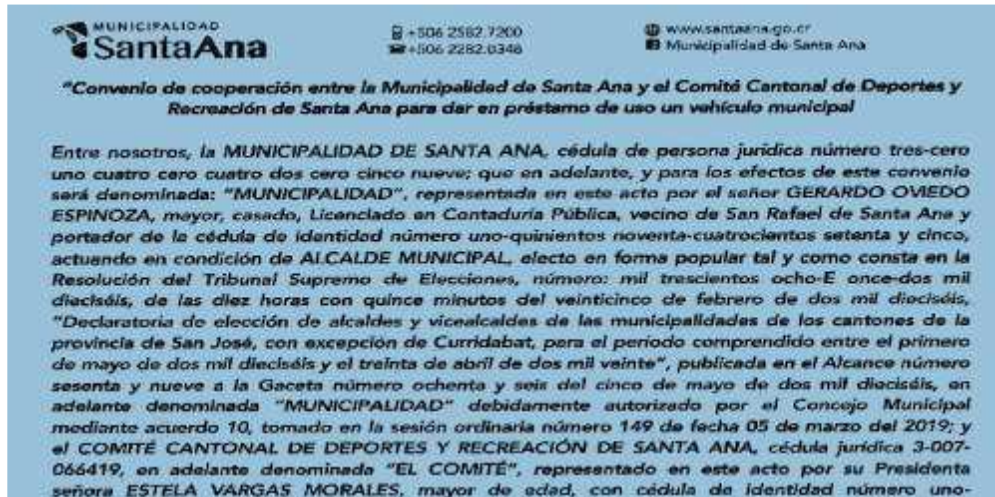 MUNICIPALIDAD
SantaAna
+506 2582.7200
+506 2282.0348
www.santaana.go.cr
Municipalidad de Santa Ana
"Convenio de cooperación entre la Municipalidad de Santa Ana y el Comité Cantonal de Deportes y
Recreación de Santa Ana para dar en préstamo de uso un vehículo municipal
Entre nosotros, la MUNICIPALIDAD DE SANTA ANA, cédula de persona jurídica número tres-cero
uno cuatro cero cuatro dos cero cinco nueve; que en adelante, y para los efectos de este convenio
será denominada: "MUNICIPALIDAD", representada en este acto por el señor GERARDO OVIEDO
ESPINOZA, mayor, casado, Licenciado en Contaduría Pública, vecino de San Rafael de Santa Ana y
portador de la cédula de identidad número uno-quinientos noventa-cuatrocientos setenta y cinco,
actuando en condición de ALCALDE MUNICIPAL, electo en forma popular tal y como consta en la
Resolución del Tribunal Supremo de Elecciones, número: mil trescientos ocho-E once-dos mil
dieciséis, de las diez horas con quince minutos del veinticinco de febrero de dos mil dieciséis,
"Declaratoria de elección de alcaldes y vicealcaldes de las municipalidades de los cantones de la
provincia de San José, con excepción de Curridabat, para el período comprendido entre el primero
de mayo de dos mil dieciséis y el treinta de abril de dos mil veinte", publicada en el Alcance número
sesenta y nueve a la Gaceta número ochenta y seis del cinco de mayo de dos mil dieciséis, en
adelante denominada "MUNICIPALIDAD" debidamente autorizado por el Concejo Municipal
mediante acuerdo 10, tomado en la sesión ordinaria número 149 de fecha 05 de marzo del 2019; y
el COMITÉ CANTONAL DE DEPORTES Y RECREACIÓN DE SANTA ANA, cédula jurídica 3-007-
066419, en adelante denominada "EL COMITÉ", representado en este acto por su Presidenta
señora ESTELA VARGAS MORALES, mayor de edad, con cédula de identidad número uno-